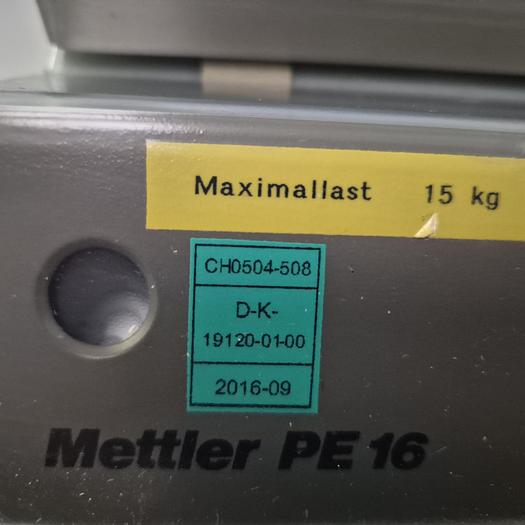 Maximallast 15 kg
CH0504-508
D-K-
19120-01-00
2016-09
Mettler PE 16